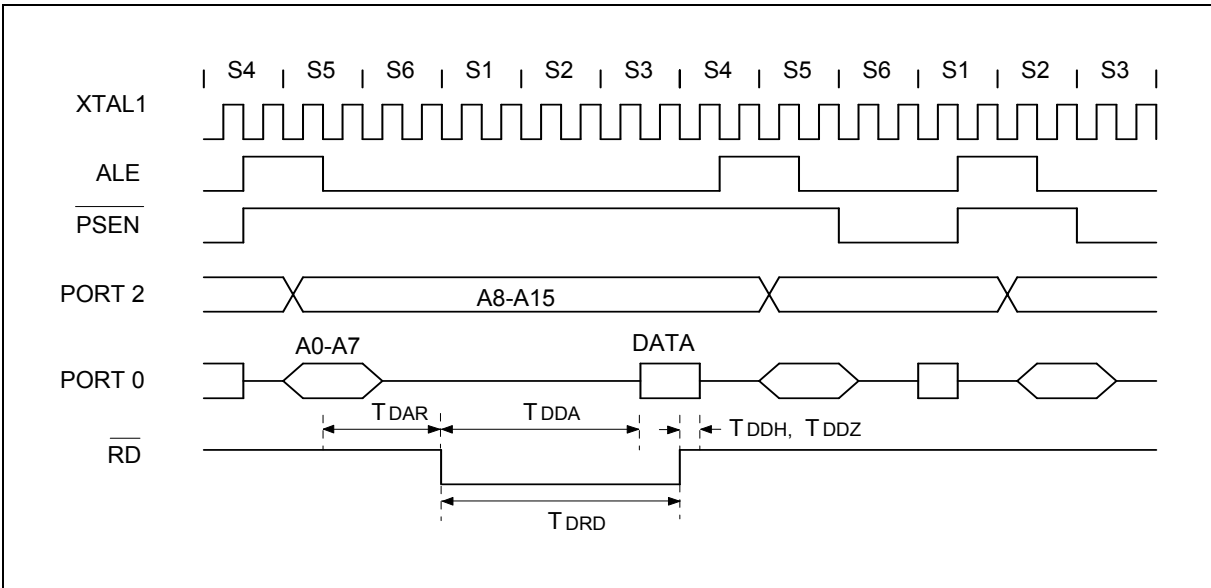 S4 S5 S6 S1 S2 S3 S4 S5 S6 S1 S2 S3
XTAL1
ALE
PSEN
PORT 2
A8-A15
A0-A7
DATA
PORT 0
TDAR
TDDA
TDDH, TDDZ
RD
TDRD